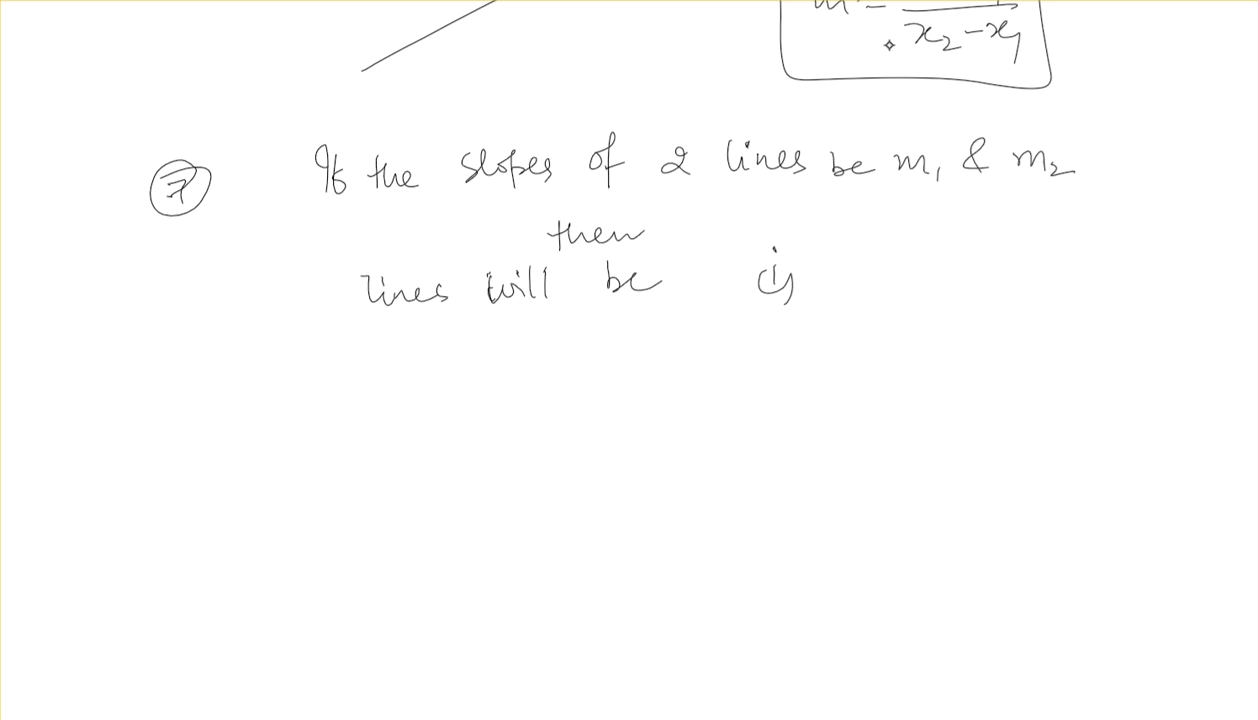 x₂-x₁
7 If the slopes of 2 lines be m₁ & m₂
then
lines will be (i)